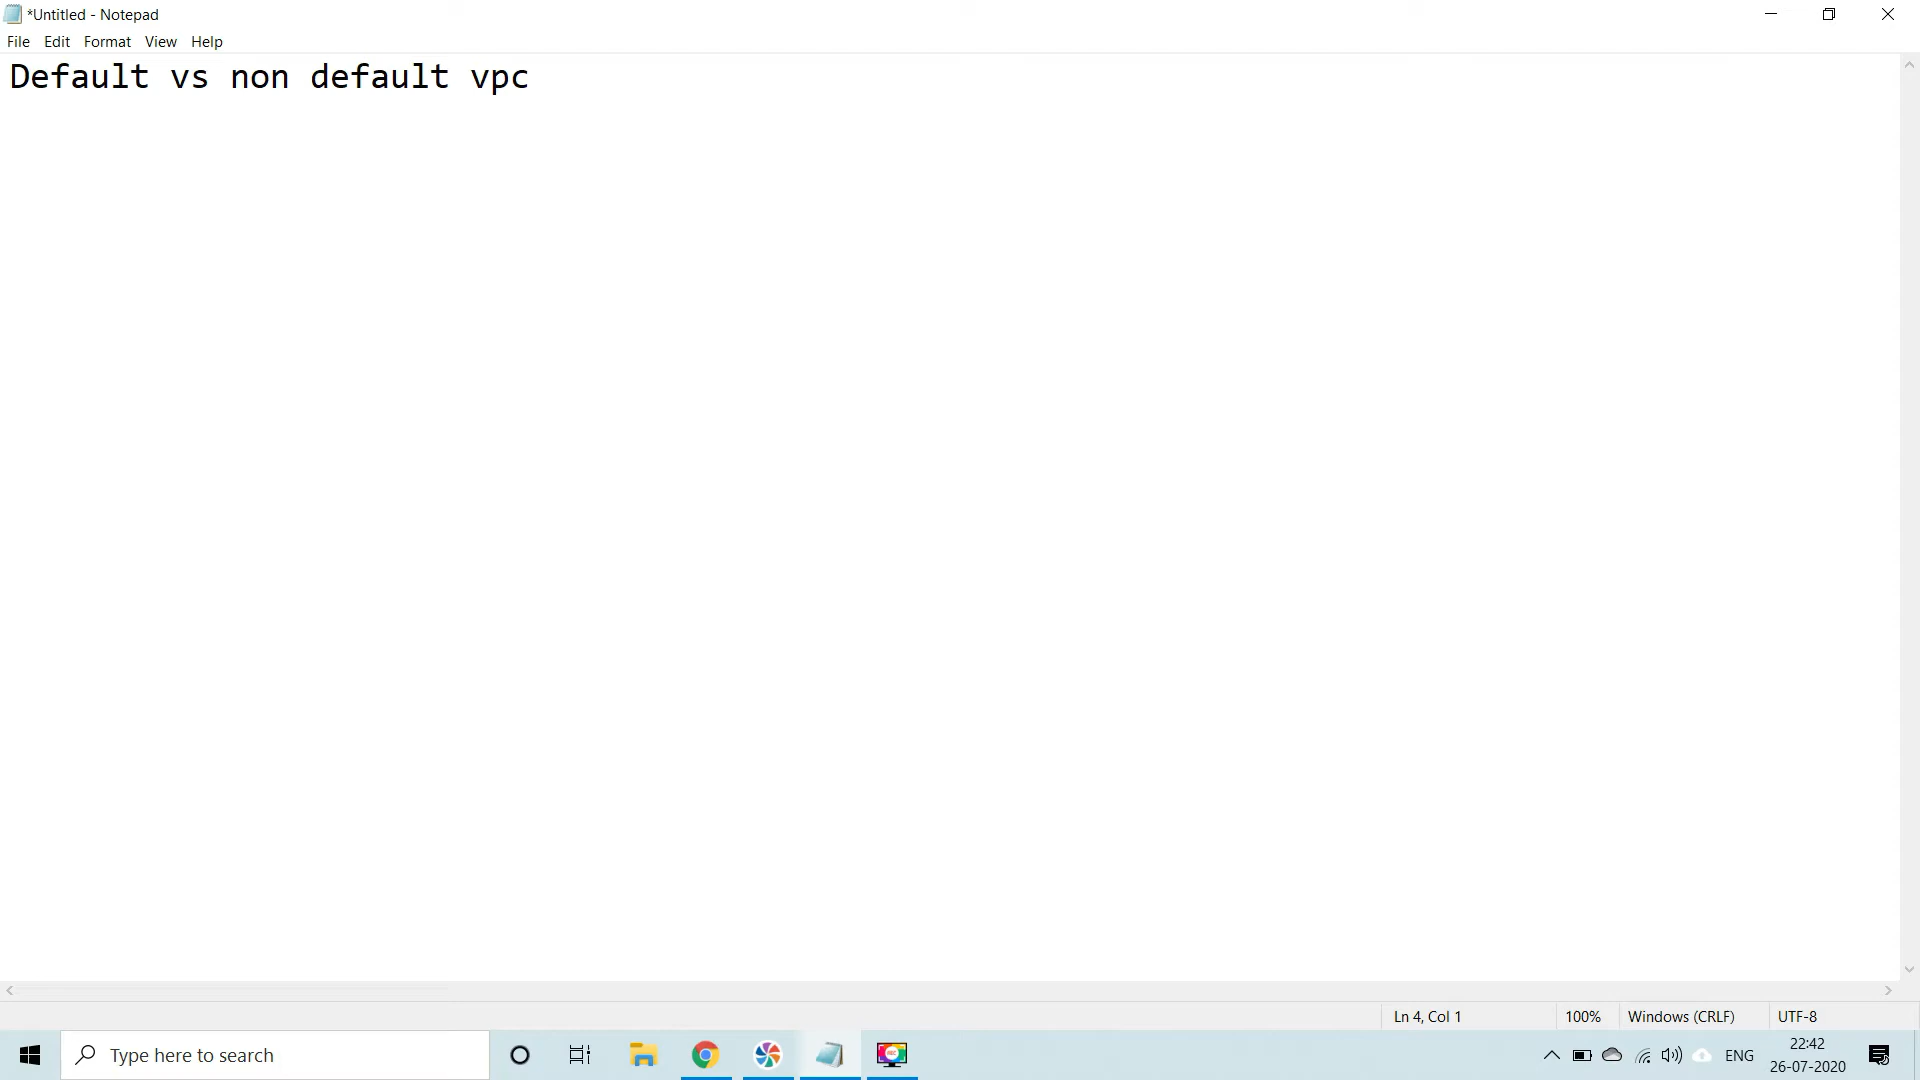 *Untitled - Notepad
File Edit Format View Help
Default vs non default vpc
Ln 4, Col 1 100% Windows (CRLF) UTF-8
Type here to search
ENG
22:42
26-07-2020